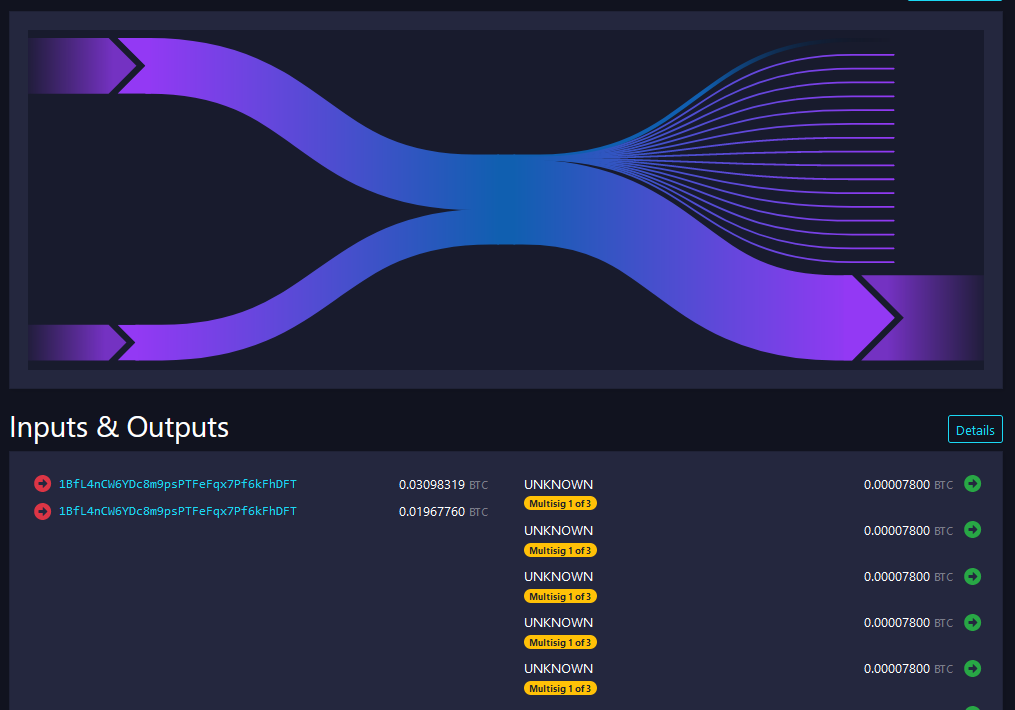 Inputs & Outputs
Details
1BfL4nCW6YDc8m9psPTFeFqx7Pf6kFhDFT 0.03098319 BTC UNKNOWN 0.00007800 BTC
Multisig 1 of 3
1BfL4nCW6YDc8m9psPTFeFqx7Pf6kFhDFT 0.01967760 BTC
UNKNOWN 0.00007800 BTC
Multisig 1 of 3
UNKNOWN 0.00007800 BTC
Multisig 1 of 3
UNKNOWN 0.00007800 BTC
Multisig 1 of 3
UNKNOWN 0.00007800 BTC
Multisig 1 of 3